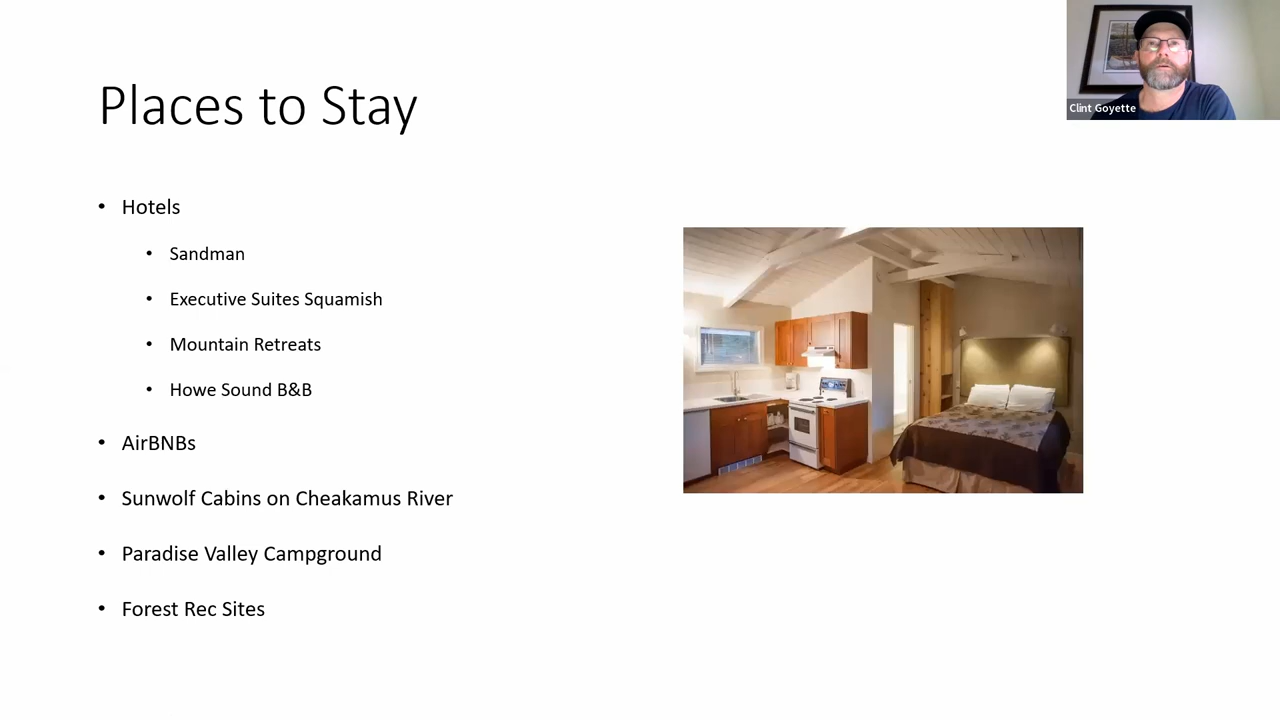 Places to Stay
Clint Goyette
• Hotels
• Sandman
• Executive Suites Squamish
• Mountain Retreats
• Howe Sound B&B
• AirBNBs
• Sunwolf Cabins on Cheakamus River
• Paradise Valley Campground
• Forest Rec Sites